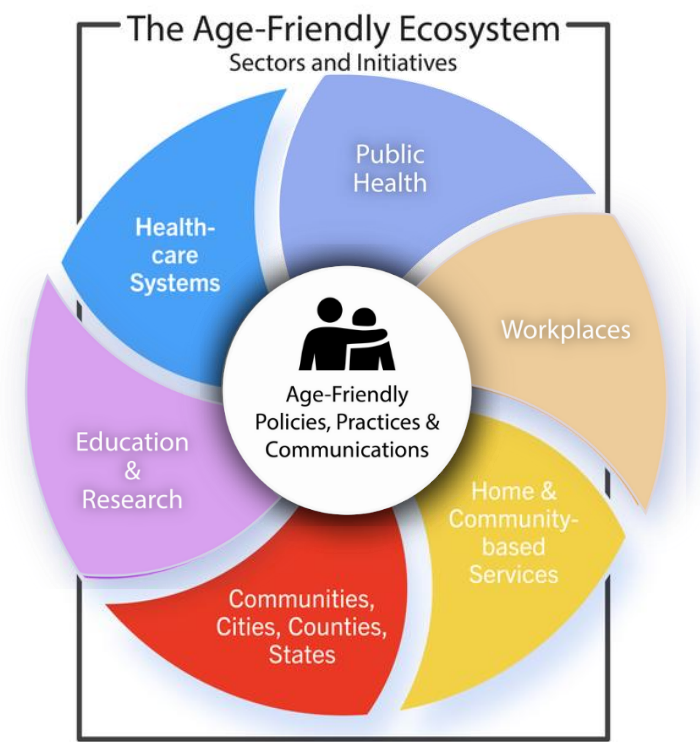 The Age-Friendly Ecosystem
Sectors and Initiatives
Public
Health
Health-
care
Systems
Workplaces
Age-Friendly
Policies, Practices &
Communications
Education
&
Research
Home &
Community-
based
Services
Communities,
Cities, Counties,
States